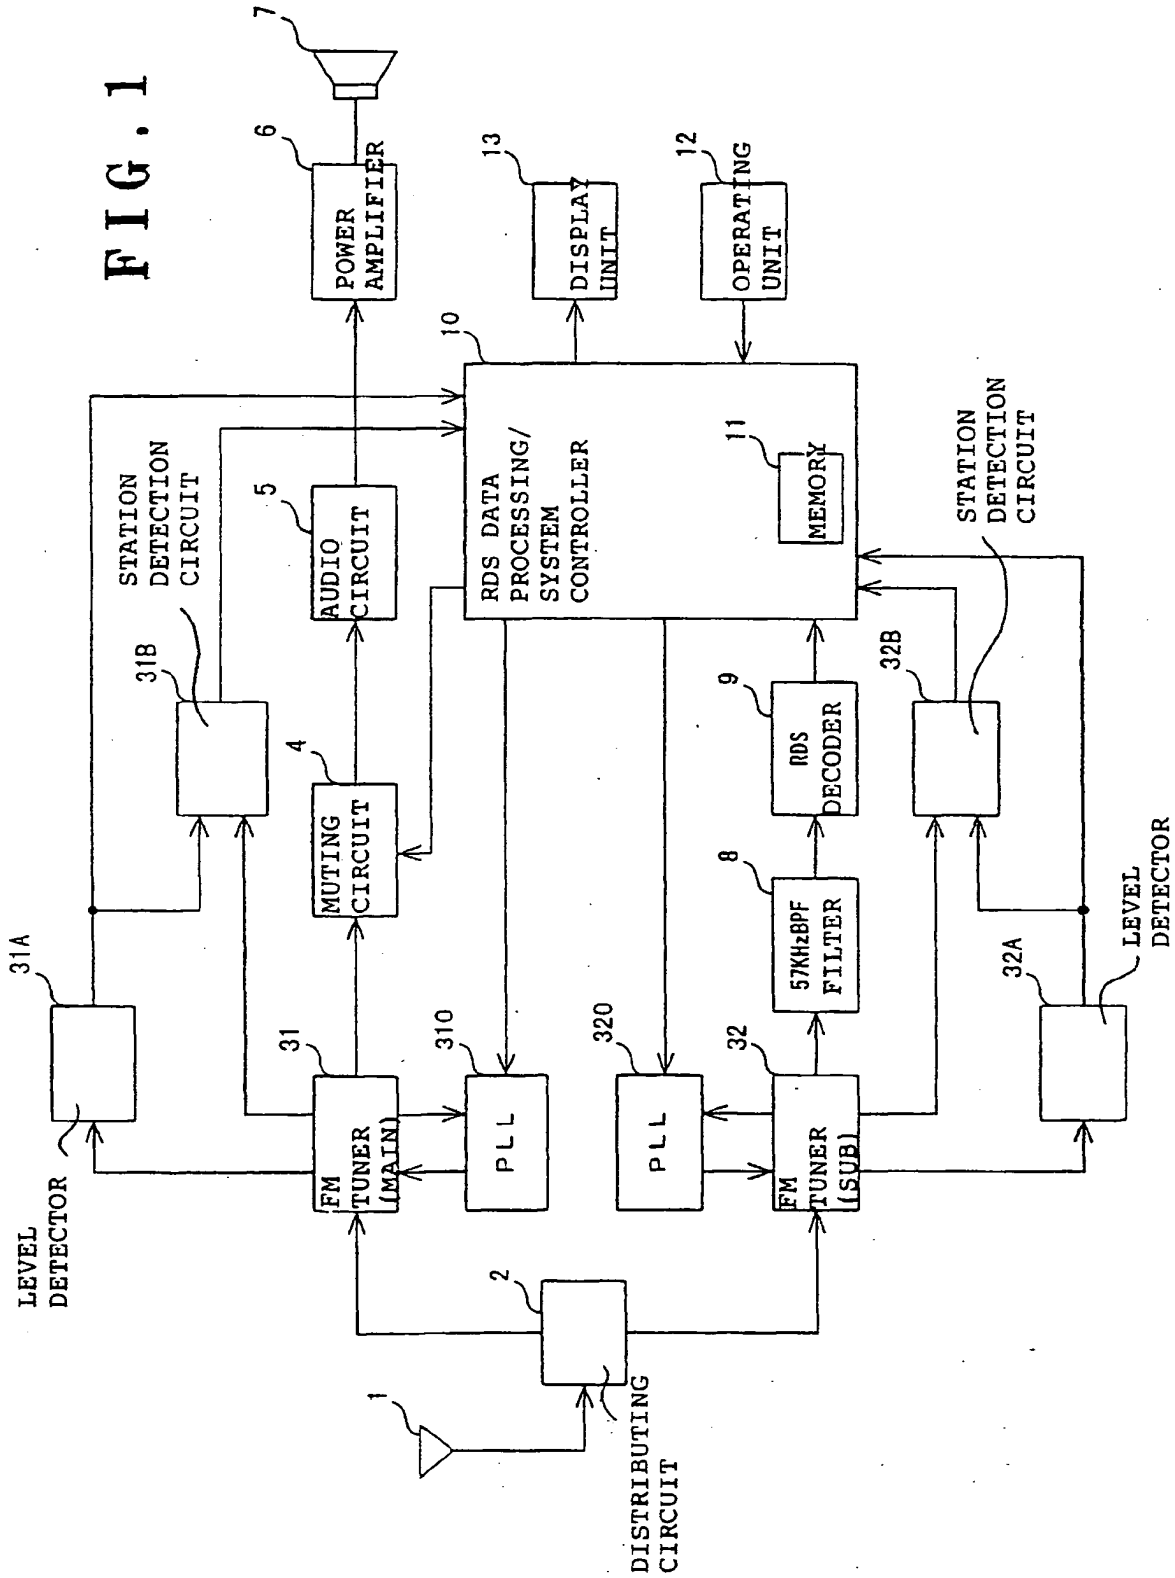 FIG.1
LEVEL
DETECTOR
31A
31B
STATION
DETECTION
CIRCUIT
1
2
DISTRIBUTING
CIRCUIT
31
FM
TUNER
(MAIN)
4
MUTING
CIRCUIT
5
AUDIO
CIRCUIT
6
POWER
AMPLIFIER
7
310
PLL
320
PLL
10
RDS DATA
PROCESSING/
SYSTEM
CONTROLLER
11
MEMORY
13
DISPLAY
UNIT
12
OPERATING
UNIT
32
FM
TUNER
(SUB)
8
57KHzBPF
FILTER
9
RDS
DECODER
32B
STATION
DETECTION
CIRCUIT
32A
LEVEL
DETECTOR